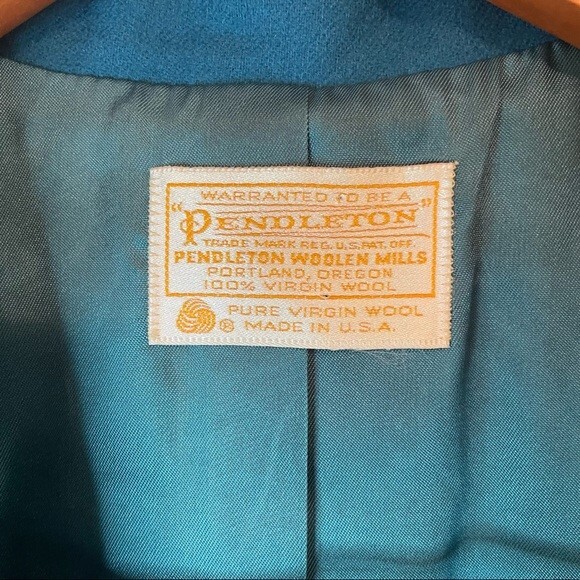 WARRANTED TO BE A
"PENDLETON"
TRADE MARK REG. U.S. PAT. OFF.
PENDLETON WOOLEN MILLS
PORTLAND, OREGON
100% VIRGIN WOOL
PURE VIRGIN WOOL
® MADE IN U.S.A.